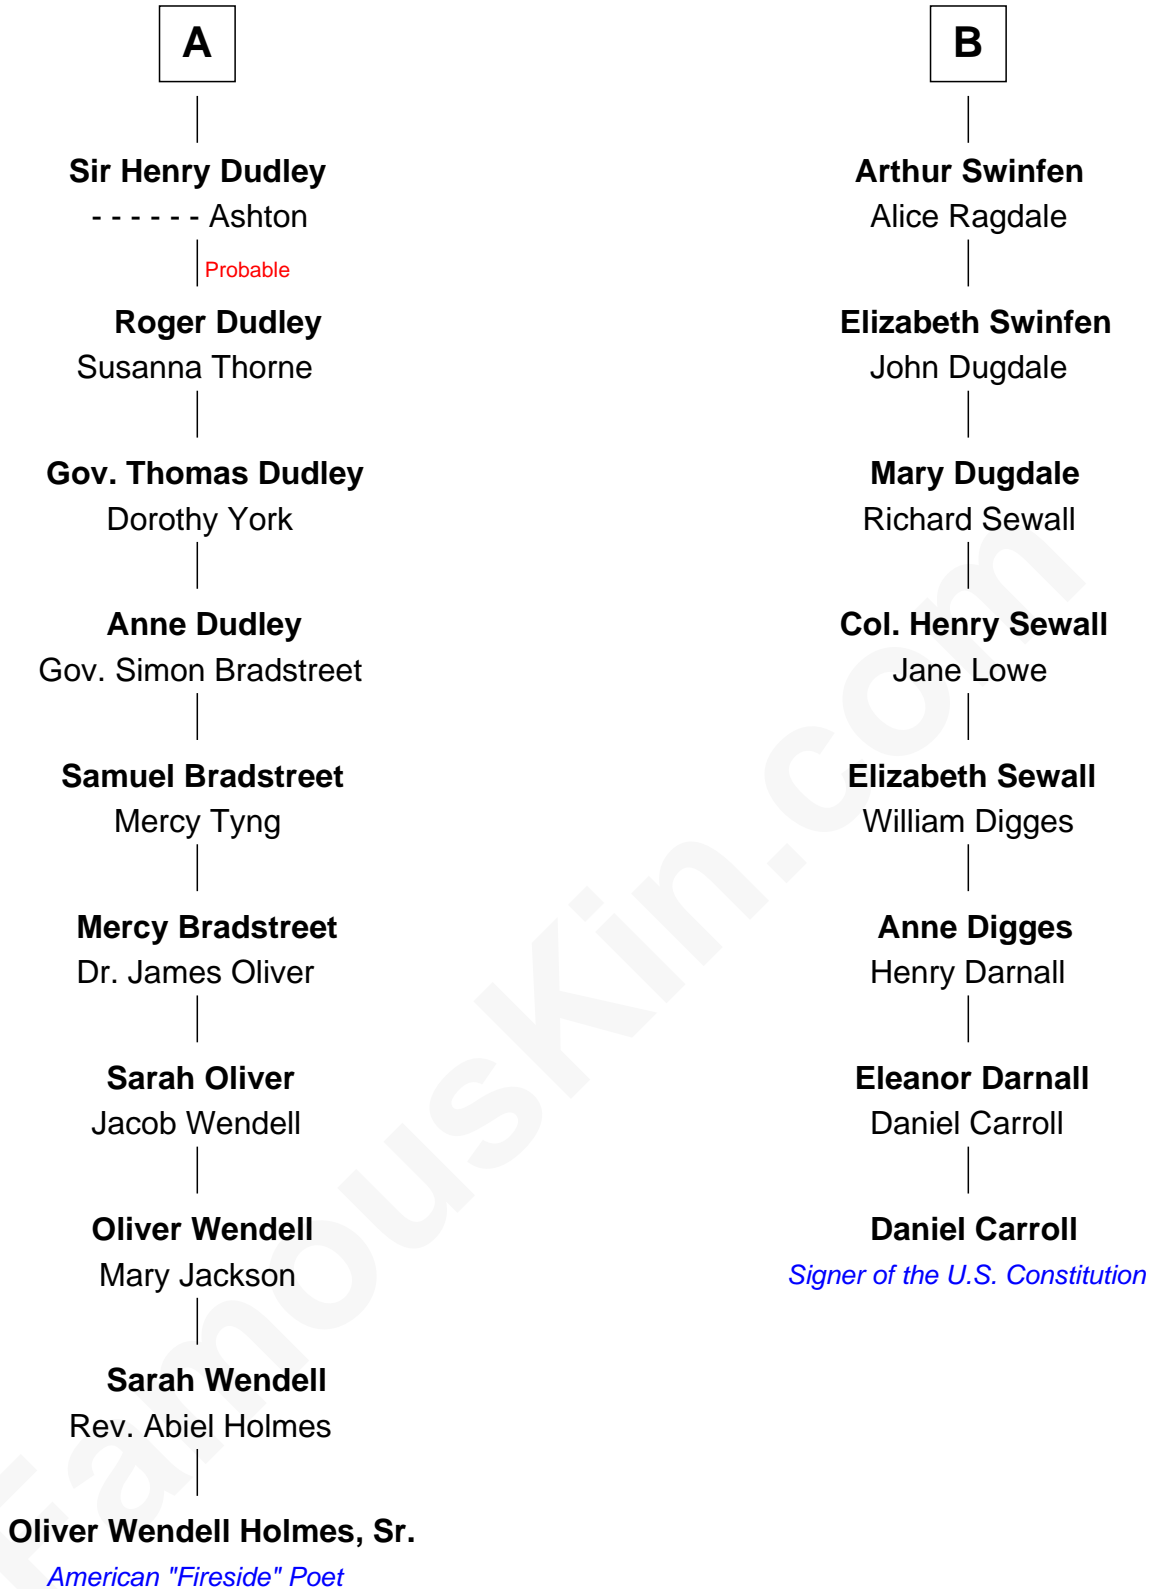 A
Sir Henry Dudley
- - - - - - Ashton
Probable
Roger Dudley
Susanna Thorne
Gov. Thomas Dudley
Dorothy York
Anne Dudley
Gov. Simon Bradstreet
Samuel Bradstreet
Mercy Tyng
Mercy Bradstreet
Dr. James Oliver
Sarah Oliver
Jacob Wendell
Oliver Wendell
Mary Jackson
Sarah Wendell
Rev. Abiel Holmes
Oliver Wendell Holmes, Sr.
American "Fireside" Poet
B
Arthur Swinfen
Alice Ragdale
Elizabeth Swinfen
John Dugdale
Mary Dugdale
Richard Sewall
Col. Henry Sewall
Jane Lowe
Elizabeth Sewall
William Digges
Anne Digges
Henry Darnall
Eleanor Darnall
Daniel Carroll
Daniel Carroll
Signer of the U.S. Constitution
FamousKin.com